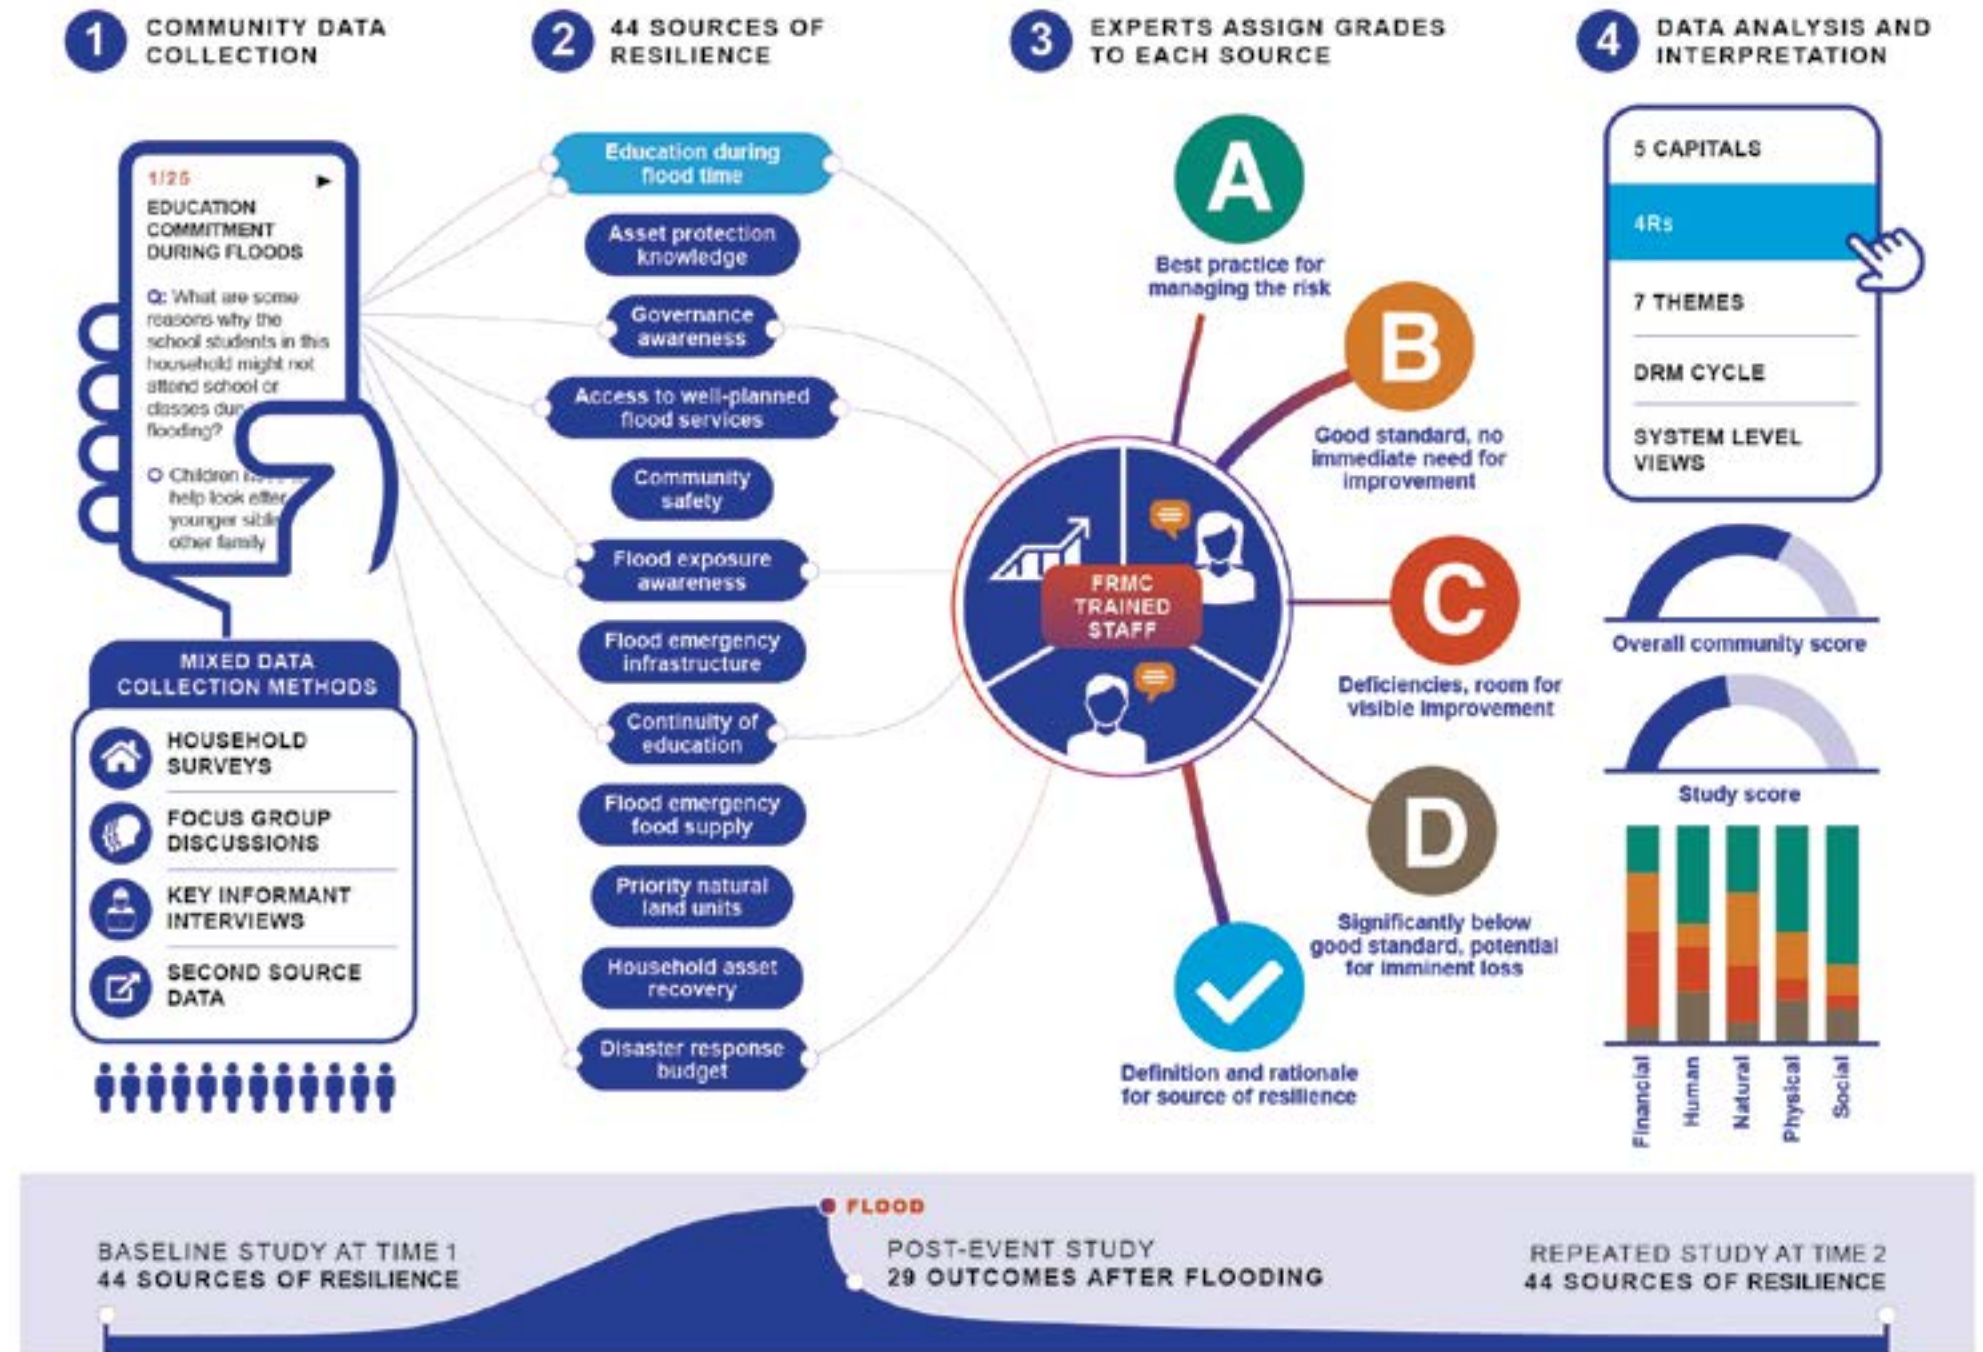 1
COMMUNITY DATA
COLLECTION
1/25
EDUCATION
COMMITMENT
DURING FLOODS
Q: What are some
reasons why the
school students in this
household might not
attend school or
classes due
flooding?
Children
help look after
younger
other family
MIXED DATA
COLLECTION METHODS
HOUSEHOLD
SURVEYS
FOCUS GROUP
DISCUSSIONS
KEY INFORMANT
INTERVIEWS
SECOND SOURCE
DATA
2
44 SOURCES OF
RESILIENCE
Education during
flood time
Asset protection
knowledge
Governance
awareness
Access to well-planned
flood services
Community
safety
Flood exposure
awareness
Flood emergency
infrastructure
Continuity of
education
Flood emergency
food supply
Priority natural
land units
Household asset
recovery
Disaster response
budget
3
EXPERTS ASSIGN GRADES
TO EACH SOURCE
FRMC
TRAINED
STAFF
A
Best practice for
managing the risk
B
Good standard, no
immediate need for
improvement
C
Deficiencies, room for
visible improvement
D
Significantly below
good standard, potential
for imminent loss
Definition and rationale
for source of resilience
4
DATA ANALYSIS AND
INTERPRETATION
5 CAPITALS
4Rs
7 THEMES
DRM CYCLE
SYSTEM LEVEL
VIEWS
Overall community score
Study score
Financial
Human
Natural
Physical
Social
BASELINE STUDY AT TIME 1
44 SOURCES OF RESILIENCE
FLOOD
POST-EVENT STUDY
29 OUTCOMES AFTER FLOODING
REPEATED STUDY AT TIME 2
44 SOURCES OF RESILIENCE